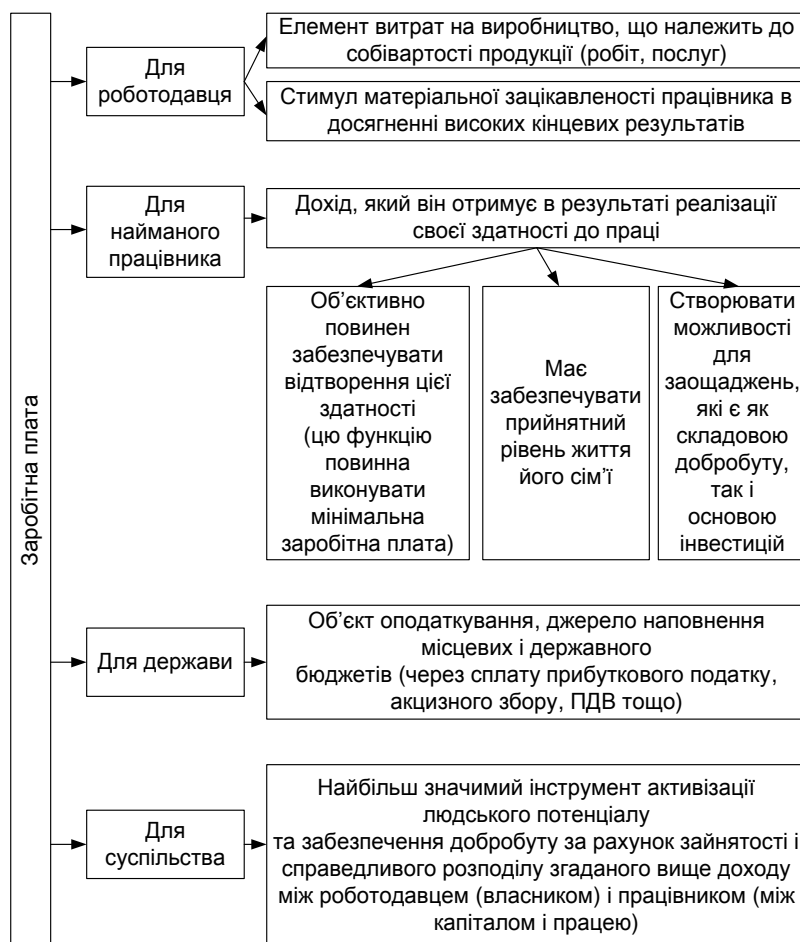 Заробітна плата
Для
роботодавця
Елемент витрат на виробництво, що належить до
собівартості продукції (робіт, послуг)
Стимул матеріальної зацікавленості працівника в
досягненні високих кінцевих результатів
Для
найманого
працівника
Дохід, який він отримує в результаті реалізації
своєї здатності до праці
Об’єктивно
повинен
забезпечувати
відтворення цієї
здатності
(цю функцію
повинна
виконувати
мінімальна
заробітна плата)
Має
забезпечувати
прийнятний
рівень життя
його сім’ї
Створювати
можливості
для
заощаджень,
які є як
складовою
добробуту,
так і
основою
інвестицій
Для держави
Об’єкт оподаткування, джерело наповнення
місцевих і державного
бюджетів (через сплату прибуткового податку,
акцизного збору, ПДВ тощо)
Для
суспільства
Найбільш значимий інструмент активізації
людського потенціалу
та забезпечення добробуту за рахунок зайнятості і
справедливого розподілу згаданого вище доходу
між роботодавцем (власником) і працівником (між
капіталом і працею)